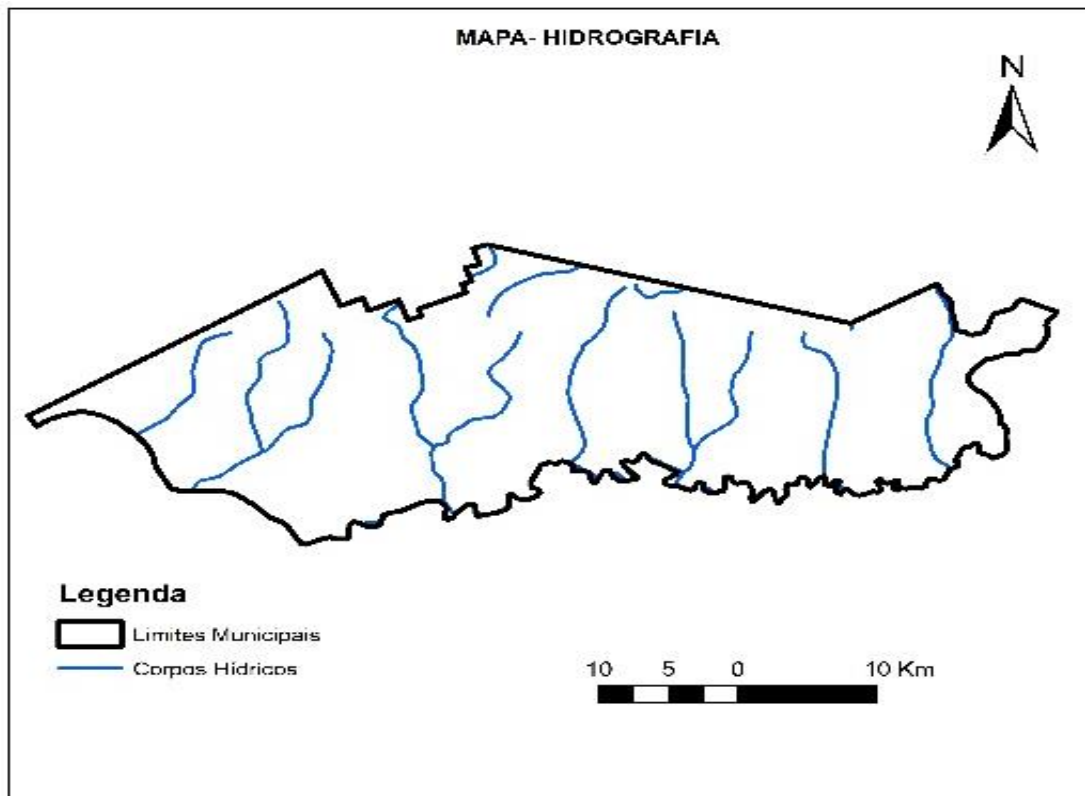 MAPA- HIDROGRAFIA
N
Legenda
Limites Municipais
Corpos Hídricos
10 5 0 10 Km